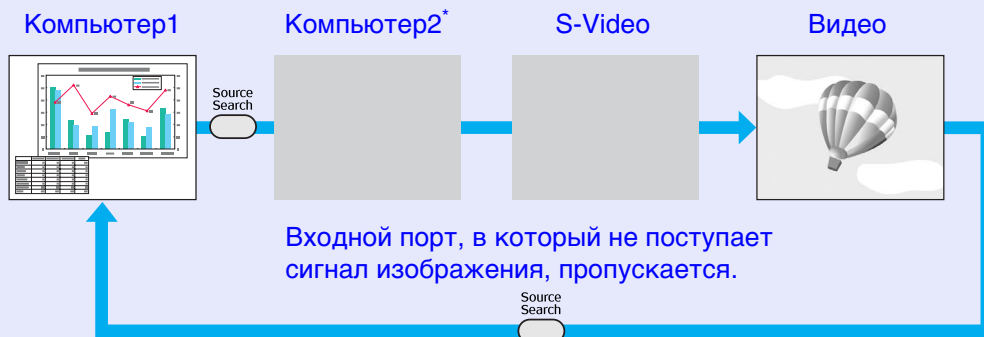 Компьютер1
Компьютер2*
S-Video
Видео
Source
Search
Входной порт, в который не поступает
сигнал изображения, пропускается.
Source
Search